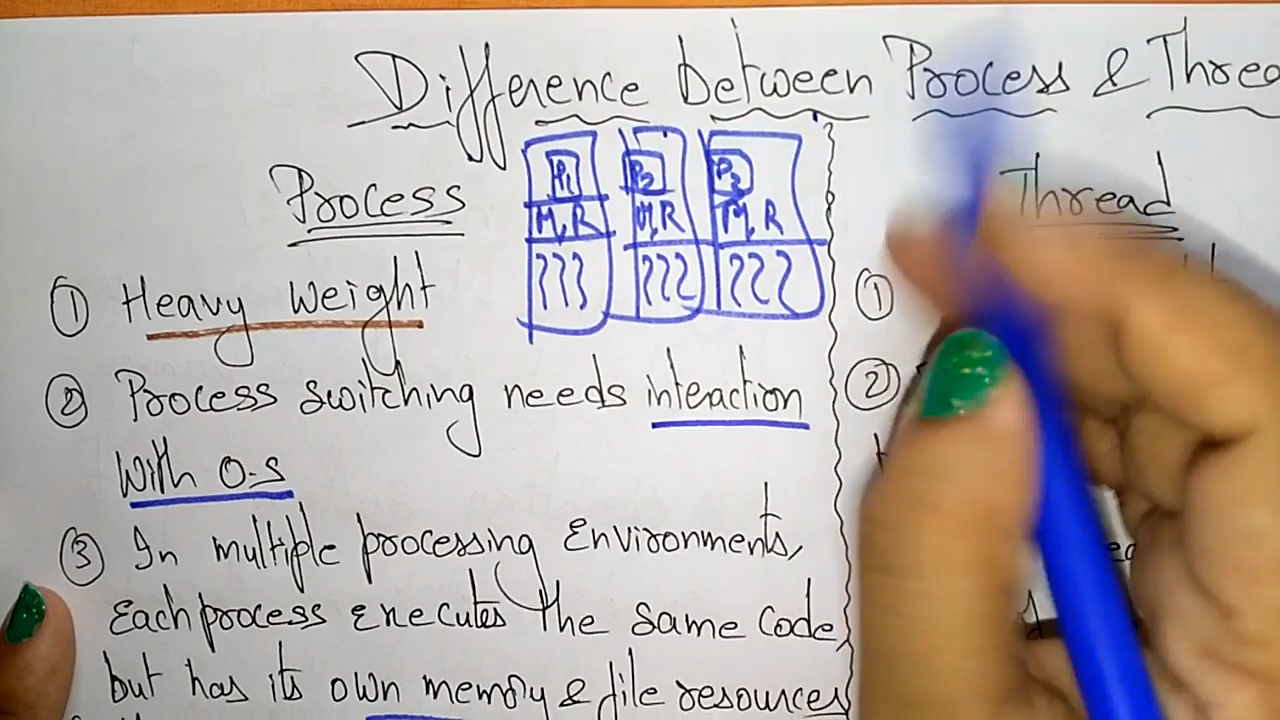 Difference between Process & Threa
Process
P1 P2 P3
M, R M, R M, R
① Heavy weight
② Process switching needs interaction
with O.S
③ In multiple processing Environments,
Each process Executes the same code,
but has its own memory & file resources
Thread
①
②